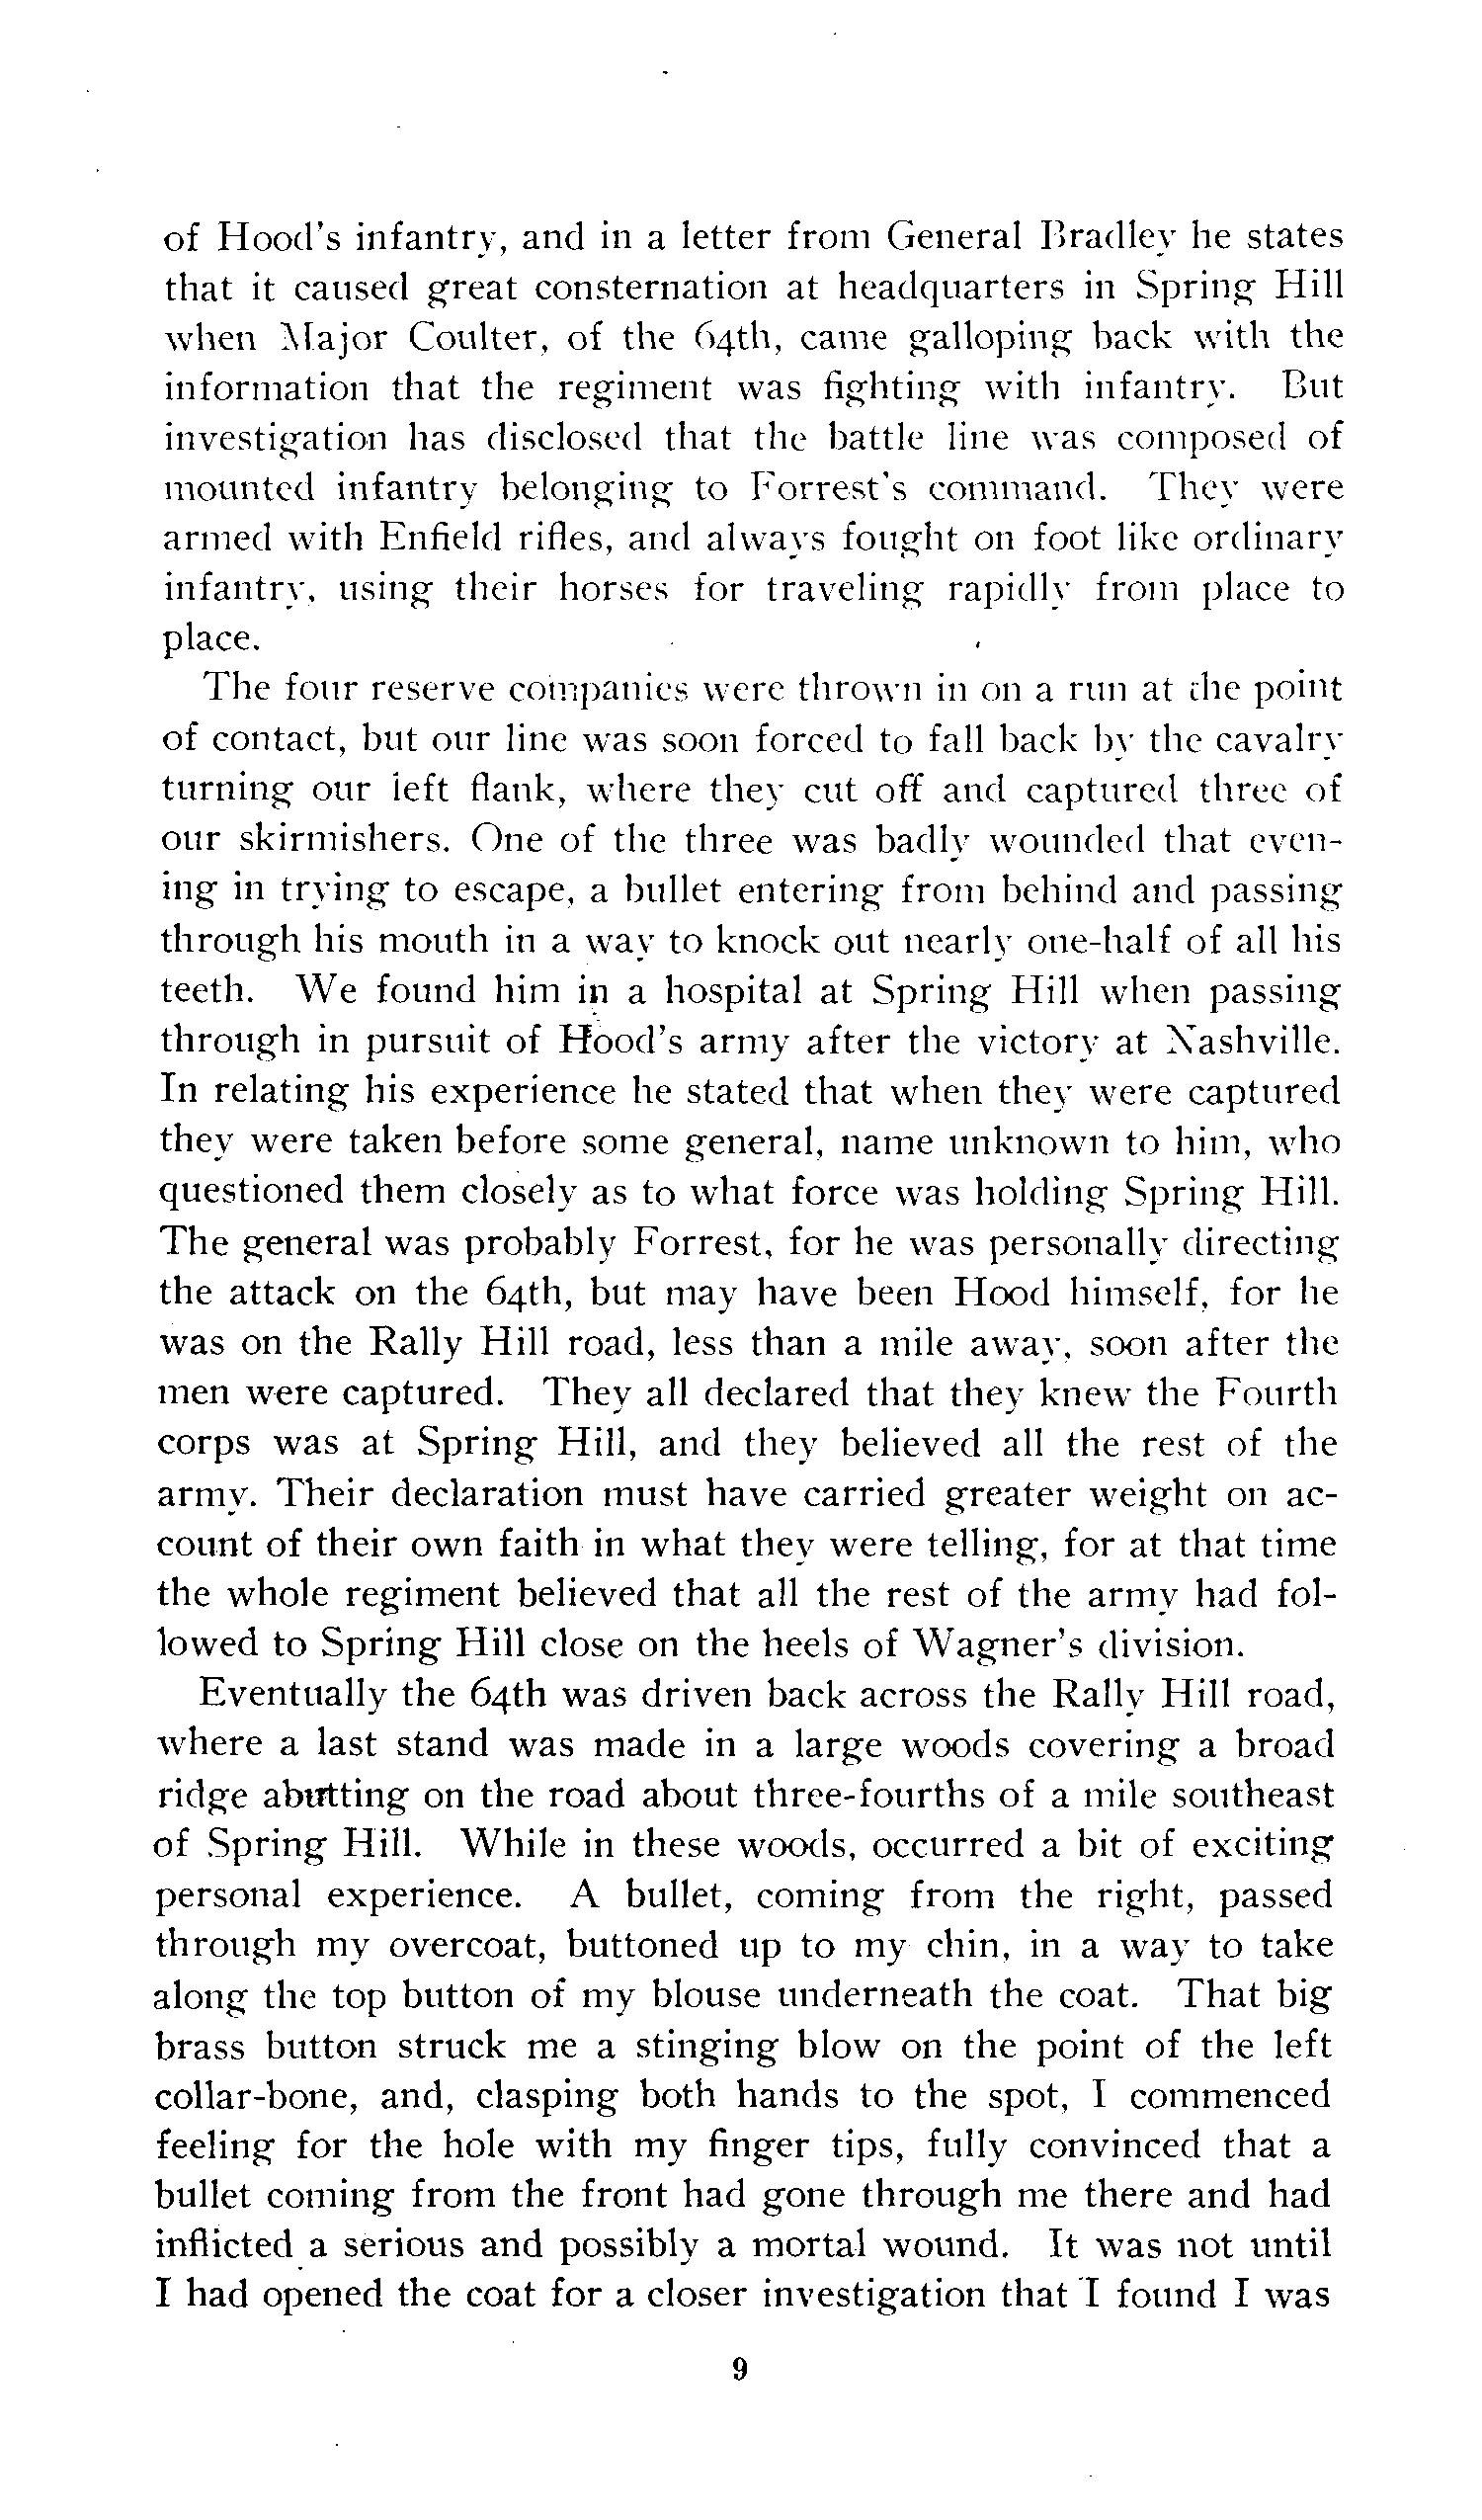 of Hood's infantry, and in a letter from General Bradley he states
that it caused great consternation at headquarters in Spring Hill
when Major Coulter, of the 64th, came galloping back with the
information that the regiment was fighting with infantry. But
investigation has disclosed that the battle line was composed of
mounted infantry belonging to Forrest's command. They were
armed with Enfield rifles, and always fought on foot like ordinary
infantry, using their horses for traveling rapidly from place to
place.
The four reserve companies were thrown in on a run at the point
of contact, but our line was soon forced to fall back by the cavalry
turning our left flank, where they cut off and captured three of
our skirmishers. One of the three was badly wounded that even-
ing in trying to escape, a bullet entering from behind and passing
through his mouth in a way to knock out nearly one-half of all his
teeth. We found him in a hospital at Spring Hill when passing
through in pursuit of Hood's army after the victory at Nashville.
In relating his experience he stated that when they were captured
they were taken before some general, name unknown to him, who
questioned them closely as to what force was holding Spring Hill.
The general was probably Forrest, for he was personally directing
the attack on the 64th, but may have been Hood himself, for he
was on the Rally Hill road, less than a mile away, soon after the
men were captured. They all declared that they knew the Fourth
corps was at Spring Hill, and they believed all the rest of the
army. Their declaration must have carried greater weight on ac-
count of their own faith in what they were telling, for at that time
the whole regiment believed that all the rest of the army had fol-
lowed to Spring Hill close on the heels of Wagner's division.
Eventually the 64th was driven back across the Rally Hill road,
where a last stand was made in a large woods covering a broad
ridge abutting on the road about three-fourths of a mile southeast
of Spring Hill. While in these woods, occurred a bit of exciting
personal experience. A bullet, coming from the right, passed
through my overcoat, buttoned up to my chin, in a way to take
along the top button of my blouse underneath the coat. That big
brass button struck me a stinging blow on the point of the left
collar-bone, and, clasping both hands to the spot, I commenced
feeling for the hole with my finger tips, fully convinced that a
bullet coming from the front had gone through me there and had
inflicted a serious and possibly a mortal wound. It was not until
I had opened the coat for a closer investigation that I found I was
9